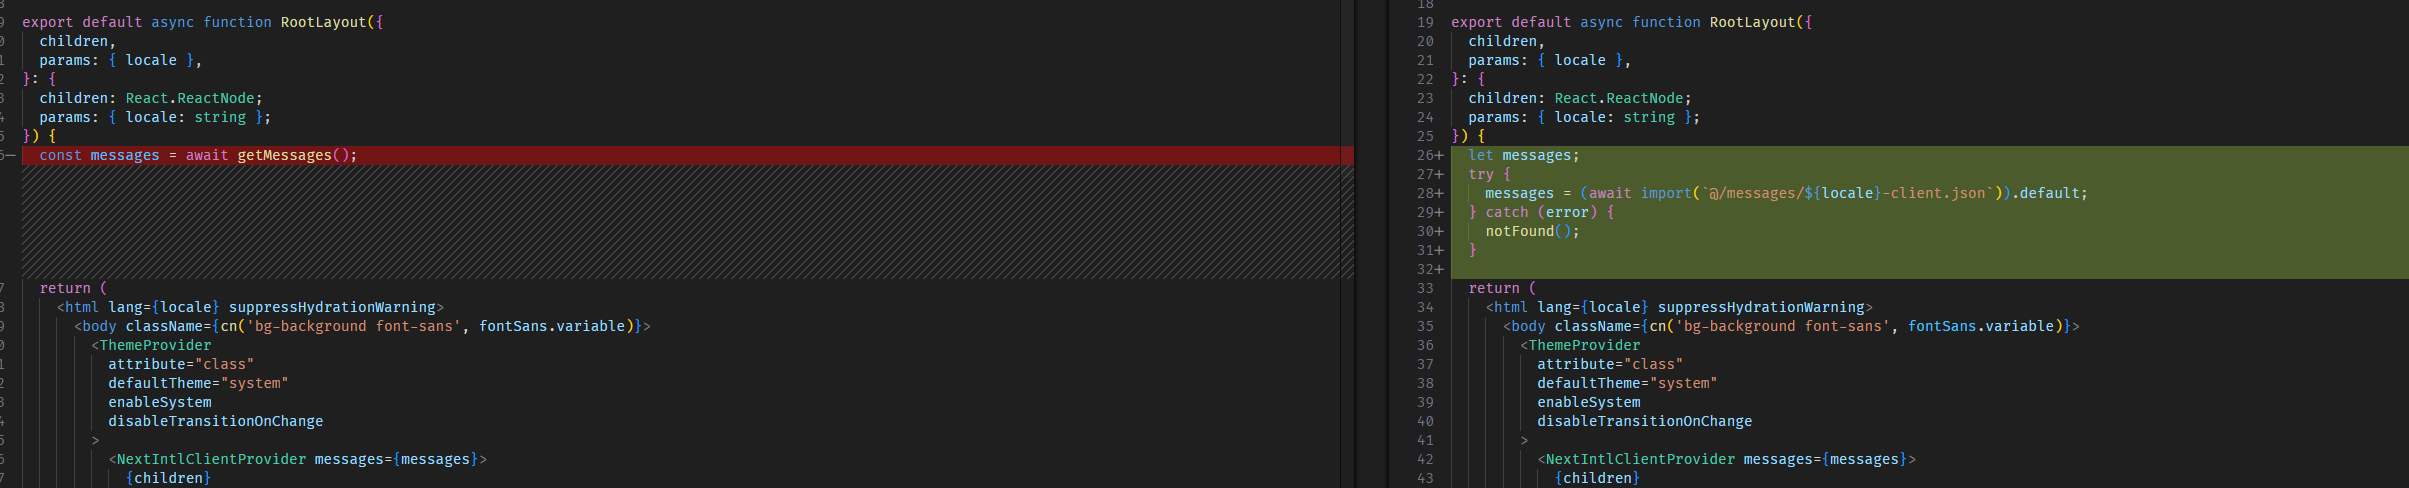 export default async function RootLayout({
  children,
  params: { locale },
}: {
  children: React.ReactNode;
  params: { locale: string };
}) {
  const messages = await getMessages();
  return (
    <html lang={locale} suppressHydrationWarning>
      <body className={cn('bg-background font-sans', fontSans.variable)}>
        <ThemeProvider
          attribute="class"
          defaultTheme="system"
          enableSystem
          disableTransitionOnChange
        >
          <NextIntlClientProvider messages={messages}>
            {children}
18
19 export default async function RootLayout({
20   children,
21   params: { locale },
22 }: {
23   children: React.ReactNode;
24   params: { locale: string };
25 }) {
26+   let messages;
27+   try {
28+     messages = (await import(`@/messages/${locale}-client.json`)).default;
29+   } catch (error) {
30+     notFound();
31+   }
32+
33   return (
34     <html lang={locale} suppressHydrationWarning>
35       <body className={cn('bg-background font-sans', fontSans.variable)}>
36         <ThemeProvider
37           attribute="class"
38           defaultTheme="system"
39           enableSystem
40           disableTransitionOnChange
41         >
42           <NextIntlClientProvider messages={messages}>
43             {children}